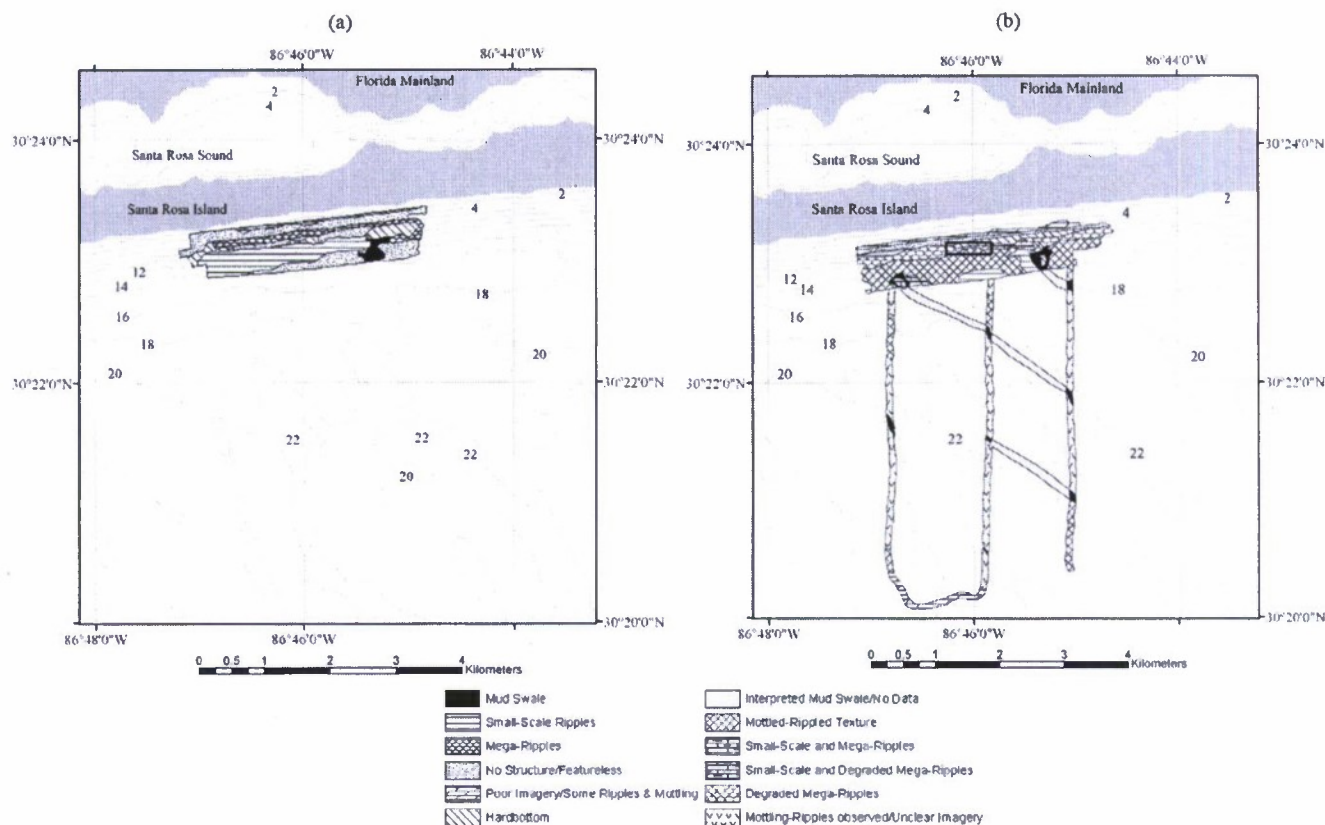 (a)
(b)
86°46'0"W
86°44'0"W
86°46'0"W
86°44'0"W
Florida Mainland
2
4
30°24'0"N
Santa Rosa Sound
Santa Rosa Island
2
4
12
14
16
18
20
18
20
22
22
22
20
30°22'0"N
86°48'0"W
86°46'0"W
0 0.5 1 2 3 4
Kilometers
30°24'0"N
30°22'0"N
30°20'0"N
Florida Mainland
2
4
Santa Rosa Sound
Santa Rosa Island
2
4
12
14
16
18
20
18
20
22
22
30°24'0"N
30°22'0"N
30°20'0"N
86°48'0"W
86°46'0"W
0 0.5 1 2 3 4
Kilometers
Mud Swale
Small-Scale Ripples
Mega-Ripples
No Structure/Featureless
Poor Imagery/Some Ripples & Mottling
Hardbottom
Interpreted Mud Swale/No Data
Mottled-Rippled Texture
Small-Scale and Mega-Ripples
Small-Scale and Degraded Mega-Ripples
Degraded Mega-Ripples
Mottling-Ripples observed/Unclear Imagery